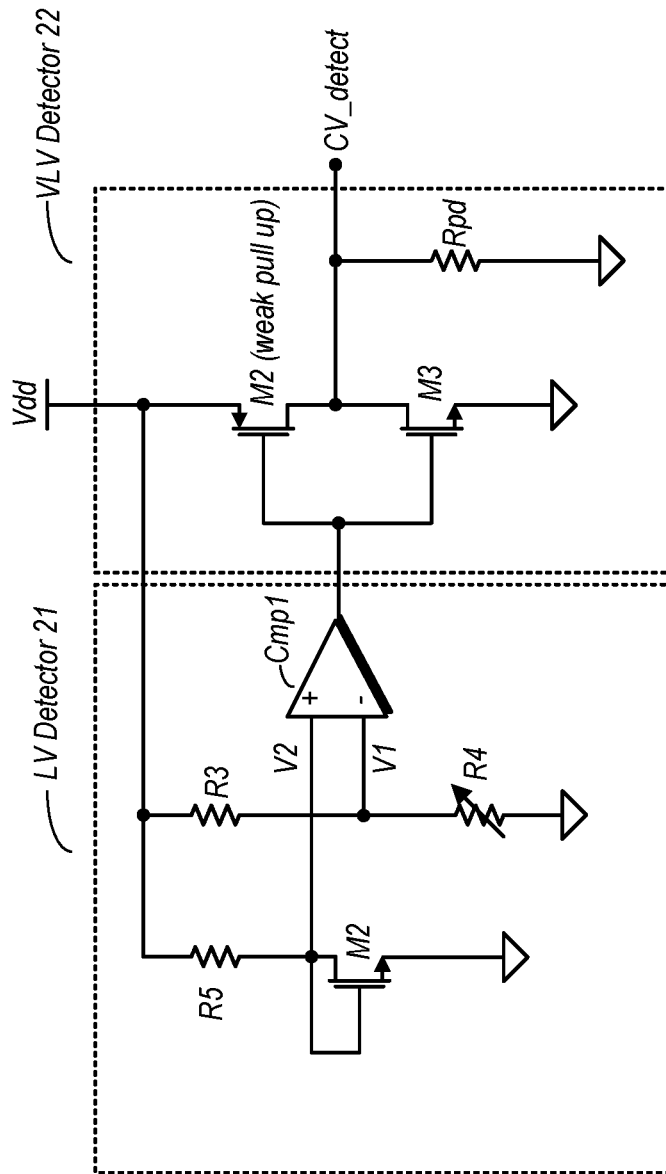 LV Detector 21
VLV Detector 22
Vdd
R5
R3
M2 (weak pull up)
CV_detect
Cmp1
V2
+
-
V1
M2
R4
M3
Rpd